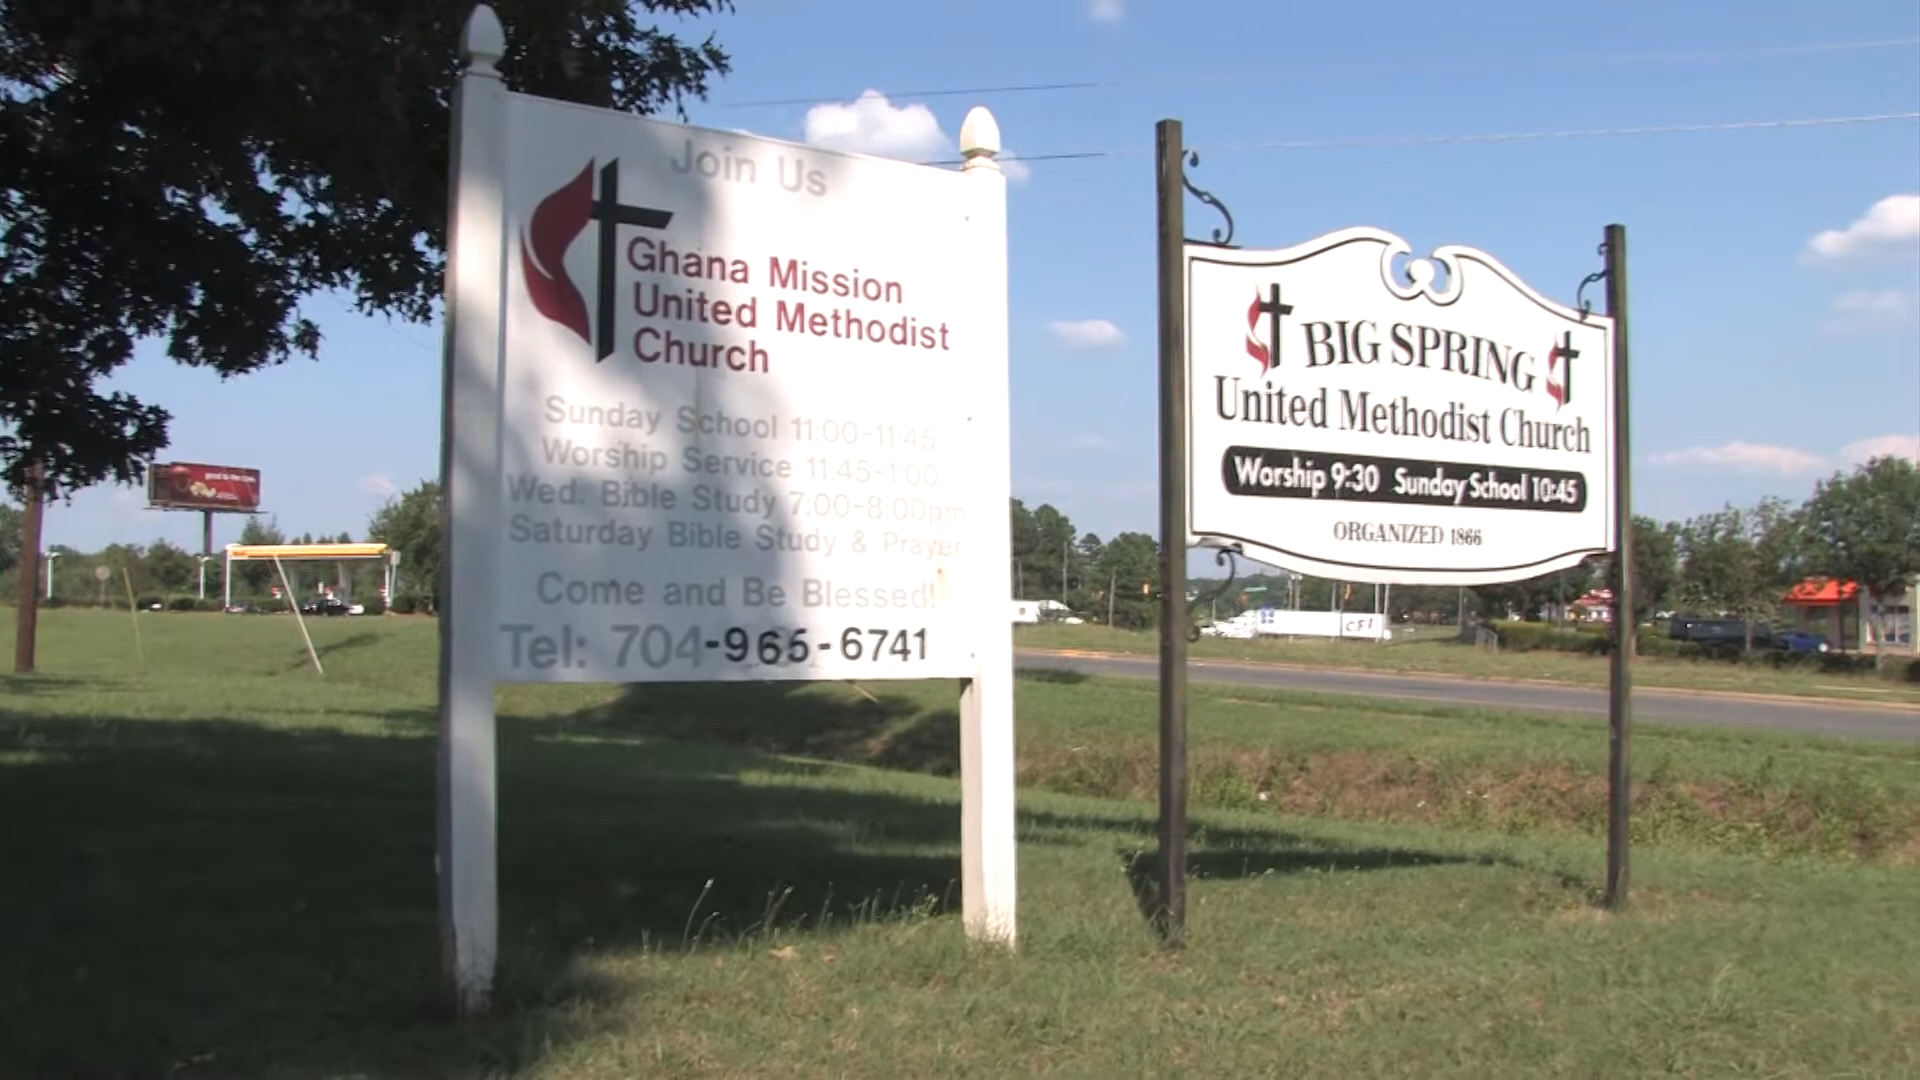 Join Us
Ghana Mission
United Methodist
Church
Sunday School 11:00-11:45
Worship Service 11:45-1:00
Wed. Bible Study 7:00-8:00pm
Saturday Bible Study & Prayer
Come and Be Blessed!
Tel: 704-965-6741
BIG SPRING
United Methodist Church
Worship 9:30 Sunday School 10:45
ORGANIZED 1866
CFI